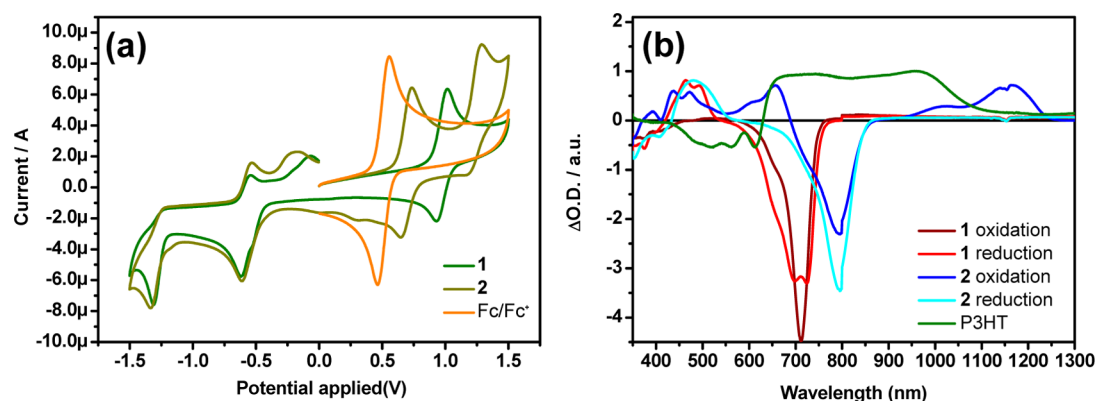 (a)
10.0μ
8.0μ
6.0μ
4.0μ
2.0μ
0.0
-2.0μ
-4.0μ
-6.0μ
-8.0μ
-10.0μ
Current / A
-1.5 -1.0 -0.5 0.0 0.5 1.0 1.5
Potential applied(V)
1
2
Fc/Fc⁺
(b)
2
1
0
-1
-2
-3
-4
ΔO.D. / a.u.
1 oxidation
1 reduction
2 oxidation
2 reduction
P3HT
400 500 600 700 800 900 1000 1100 1200 1300
Wavelength (nm)